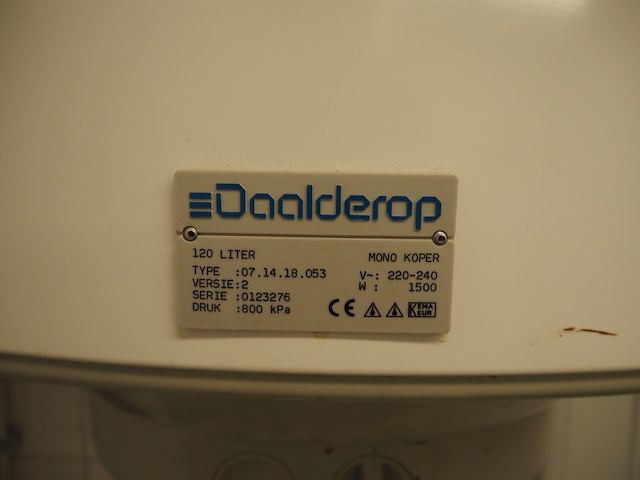 Daalderop
120 LITER MONO KOPER
TYPE :07.14.18.053 V~: 220-240
VERSIE:2 W : 1500
SERIE :0123276
DRUK :800 kPa CE KEMA KEUR